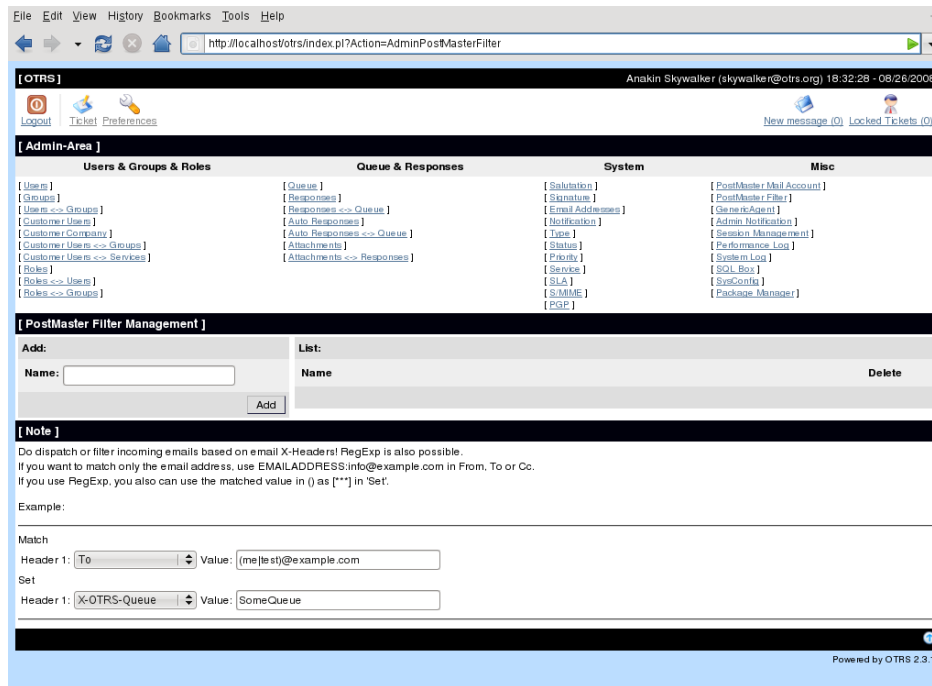 File Edit View History Bookmarks Tools Help
http://localhost/otrs/index.pl?Action=AdminPostMasterFilter
[ OTRS ] Anakin Skywalker (skywalker@otrs.org) 18:32:28 - 08/26/2008
Logout Ticket Preferences New message (0) Locked Tickets (0)
[ Admin-Area ]
Users & Groups & Roles Queue & Responses System Misc
[ Users ] [ Queue ] [ Salutation ] [ PostMaster Mail Account ]
[ Groups ] [ Responses ] [ Signature ] [ PostMaster Filter ]
[ Users <-> Groups ] [ Responses <-> Queue ] [ Email Addresses ] [ GenericAgent ]
[ Customer Users ] [ Auto Responses ] [ Notification ] [ Admin Notification ]
[ Customer Company ] [ Auto Responses <-> Queue ] [ Type ] [ Session Management ]
[ Customer Users <-> Groups ] [ Attachments ] [ Status ] [ Performance Log ]
[ Customer Users <-> Services ] [ Attachments <-> Responses ] [ Priority ] [ System Log ]
[ Roles ] [ Service ] [ SQL Box ]
[ Roles <-> Users ] [ SLA ] [ SysConfig ]
[ Roles <-> Groups ] [ S/MIME ] [ Package Manager ]
[ PGP ]
[ PostMaster Filter Management ]
Add: List:
Name: Name Delete
Add
[ Note ]
Do dispatch or filter incoming emails based on email X-Headers! RegExp is also possible.
If you want to match only the email address, use EMAILADDRESS:info@example.com in From, To or Cc.
If you use RegExp, you also can use the matched value in () as [***] in 'Set'.
Example:
Match
Header 1: To Value: (me|test)@example.com
Set
Header 1: X-OTRS-Queue Value: SomeQueue
Powered by OTRS 2.3.